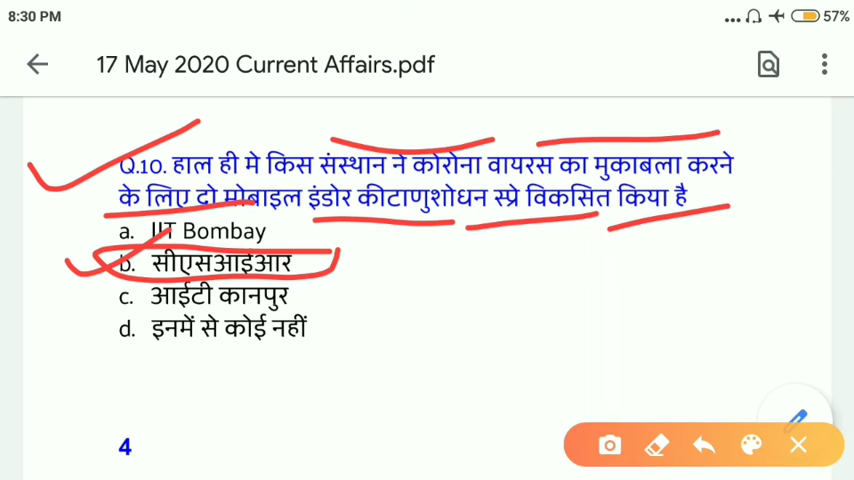 8:30 PM
57%
17 May 2020 Current Affairs.pdf
Q.10. हाल ही मे किस संस्थान ने कोरोना वायरस का मुकाबला करने
के लिए दो मोबाइल इंडोर कीटाणुशोधन स्प्रे विकसित किया है
a. IIT Bombay
b. सीएसआईआर
c. आईटी कानपुर
d. इनमें से कोई नहीं
4